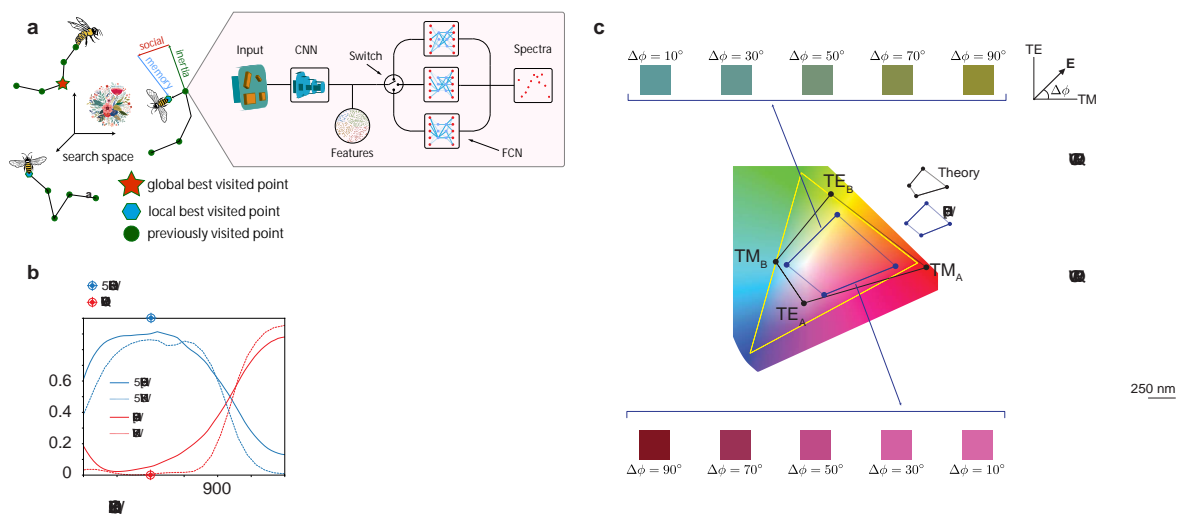 a
social
inertia
memory
search space
a
global best visited point
local best visited point
previously visited point
Input
CNN
Switch
Spectra
Features
FCN
b
0.6
0.4
0.2
0
900
c
Δϕ = 10° Δϕ = 30° Δϕ = 50° Δϕ = 70° Δϕ = 90°
TE
E
Δϕ
TM
Theory
TE_B
TM_B
TM_A
TE_A
250 nm
Δϕ = 90° Δϕ = 70° Δϕ = 50° Δϕ = 30° Δϕ = 10°